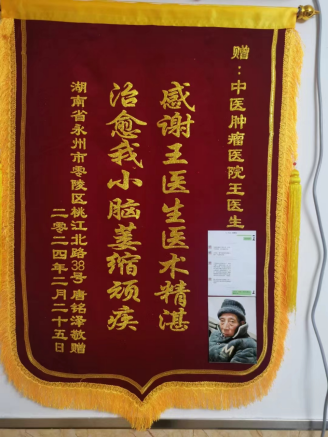 赠：中医肿瘤医院王医生
感谢王医生医术精湛
治愈我小脑萎缩顽疾
湖南省永州市零陵区桃江北路38号唐铭泽敬赠
二零二四年二月二十五日